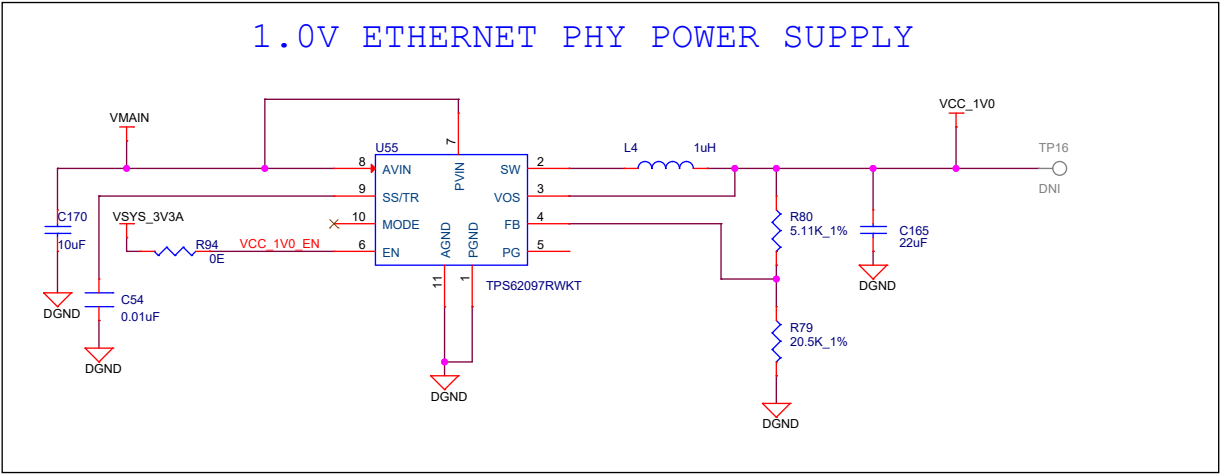 1.0V ETHERNET PHY POWER SUPPLY
VMAIN
VCC_1V0
U55
L4 1uH
TP16
DNI
8 AVIN
7 PVIN
SW 2
9 SS/TR
VOS 3
10 MODE
FB 4
6 EN
PG 5
AGND 11
PGND 1
TPS62097RWKT
C170
10uF
DGND
VSYS_3V3A
R94
0E
VCC_1V0_EN
C54
0.01uF
DGND
DGND
R80
5.11K_1%
C165
22uF
DGND
R79
20.5K_1%
DGND